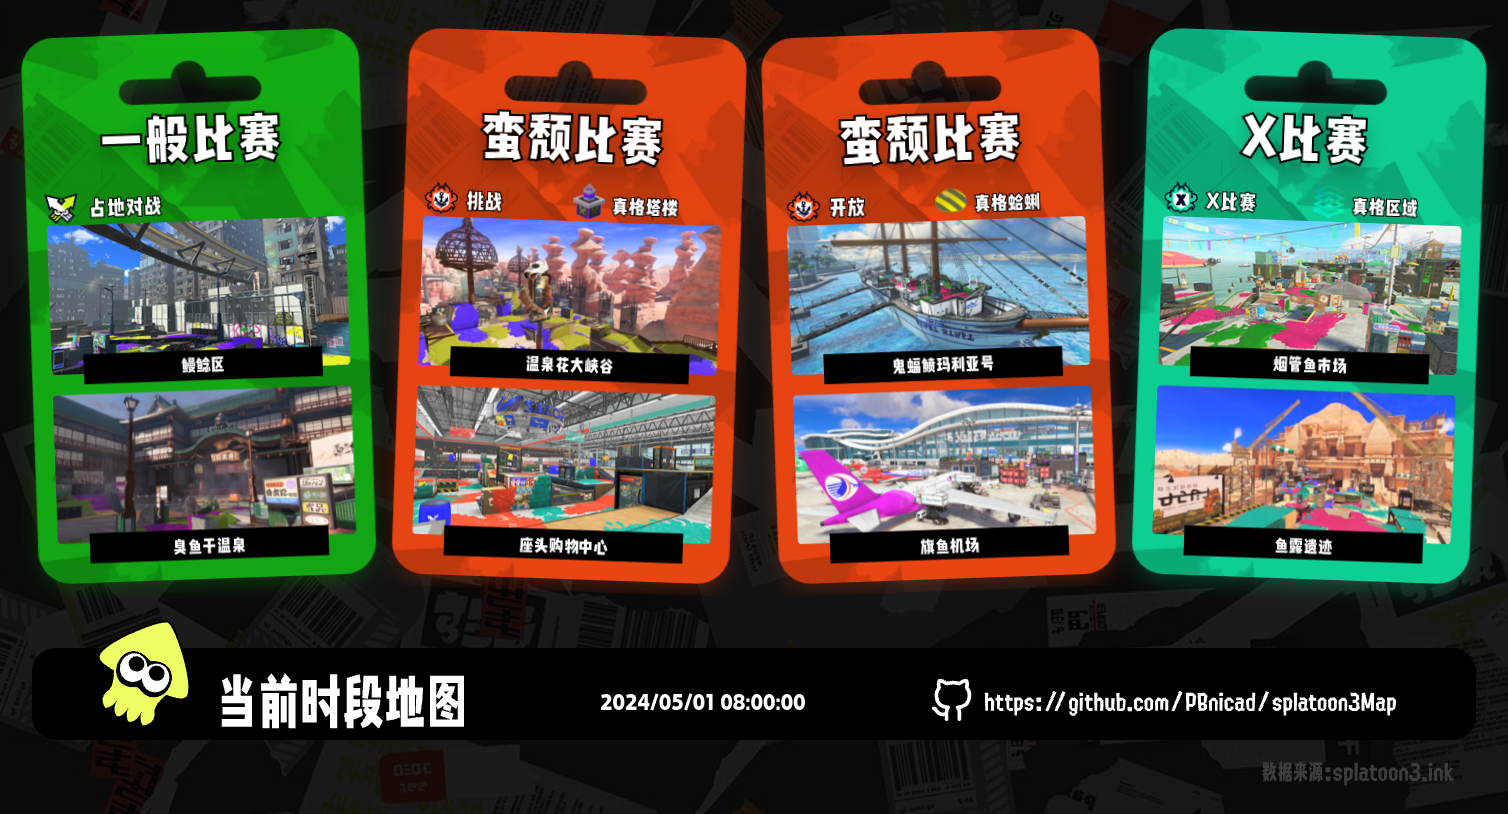 一般比赛
占地对战
鳗鲶区
臭鱼干温泉
蛮颓比赛
挑战
真格塔楼
温泉花大峡谷
座头购物中心
蛮颓比赛
开放
真格蛤蜊
鬼蝠鲼玛利亚号
旗鱼机场
X比赛
X比赛
真格区域
烟管鱼市场
鱼露遗迹
当前时段地图
2024/05/01 08:00:00
https://github.com/PBnicad/splatoon3Map
数据来源:splatoon3.ink